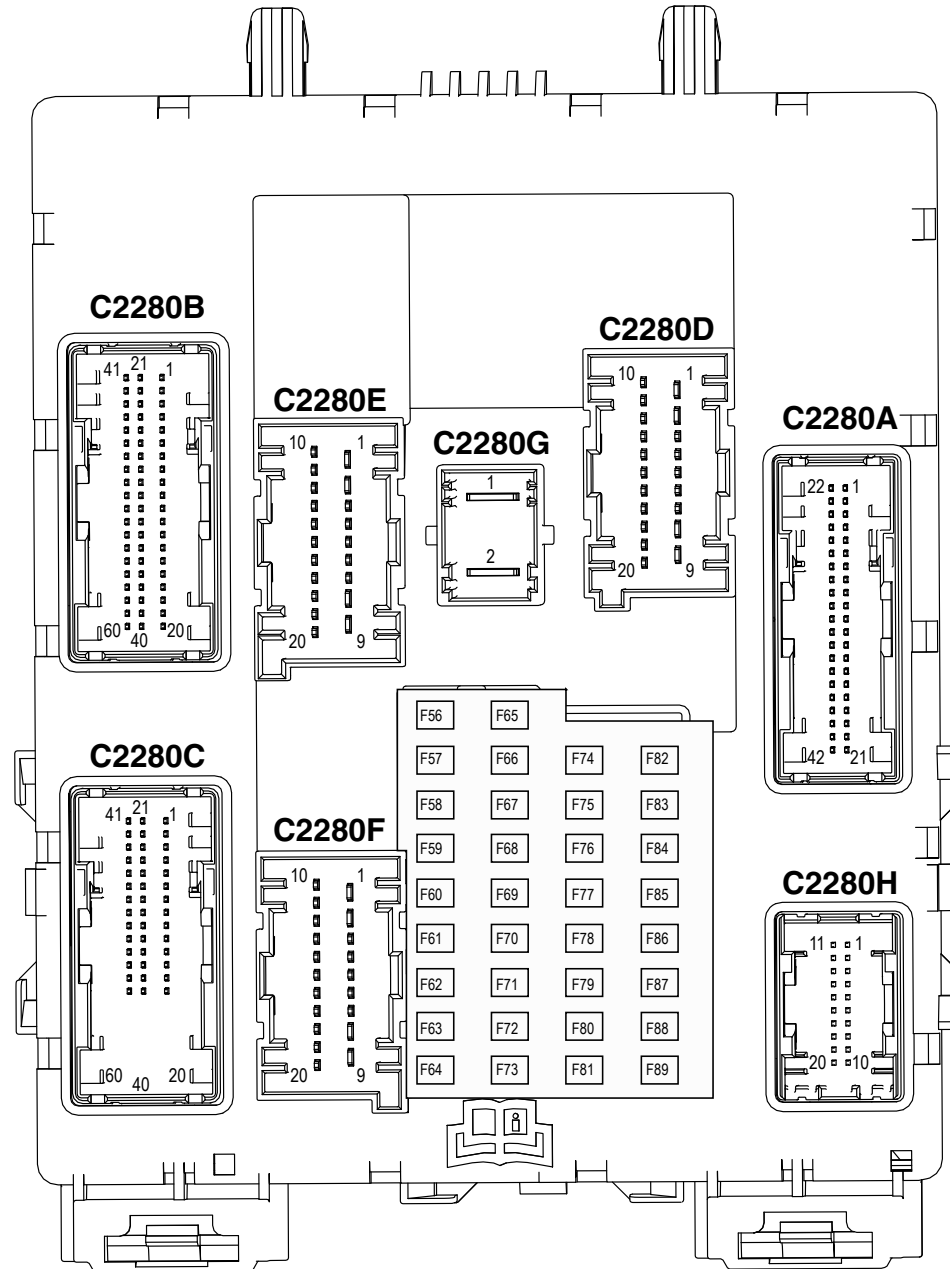 C2280B
41 21 1
60 40 20
C2280E
10 1
20 9
C2280G
1
2
C2280D
10 1
20 9
C2280A
22 1
42 21
C2280C
41 21 1
60 40 20
C2280F
10 1
20 9
F56 F65
F57 F66 F74 F82
F58 F67 F75 F83
F59 F68 F76 F84
F60 F69 F77 F85
F61 F70 F78 F86
F62 F71 F79 F87
F63 F72 F80 F88
F64 F73 F81 F89
C2280H
11 1
20 10
i